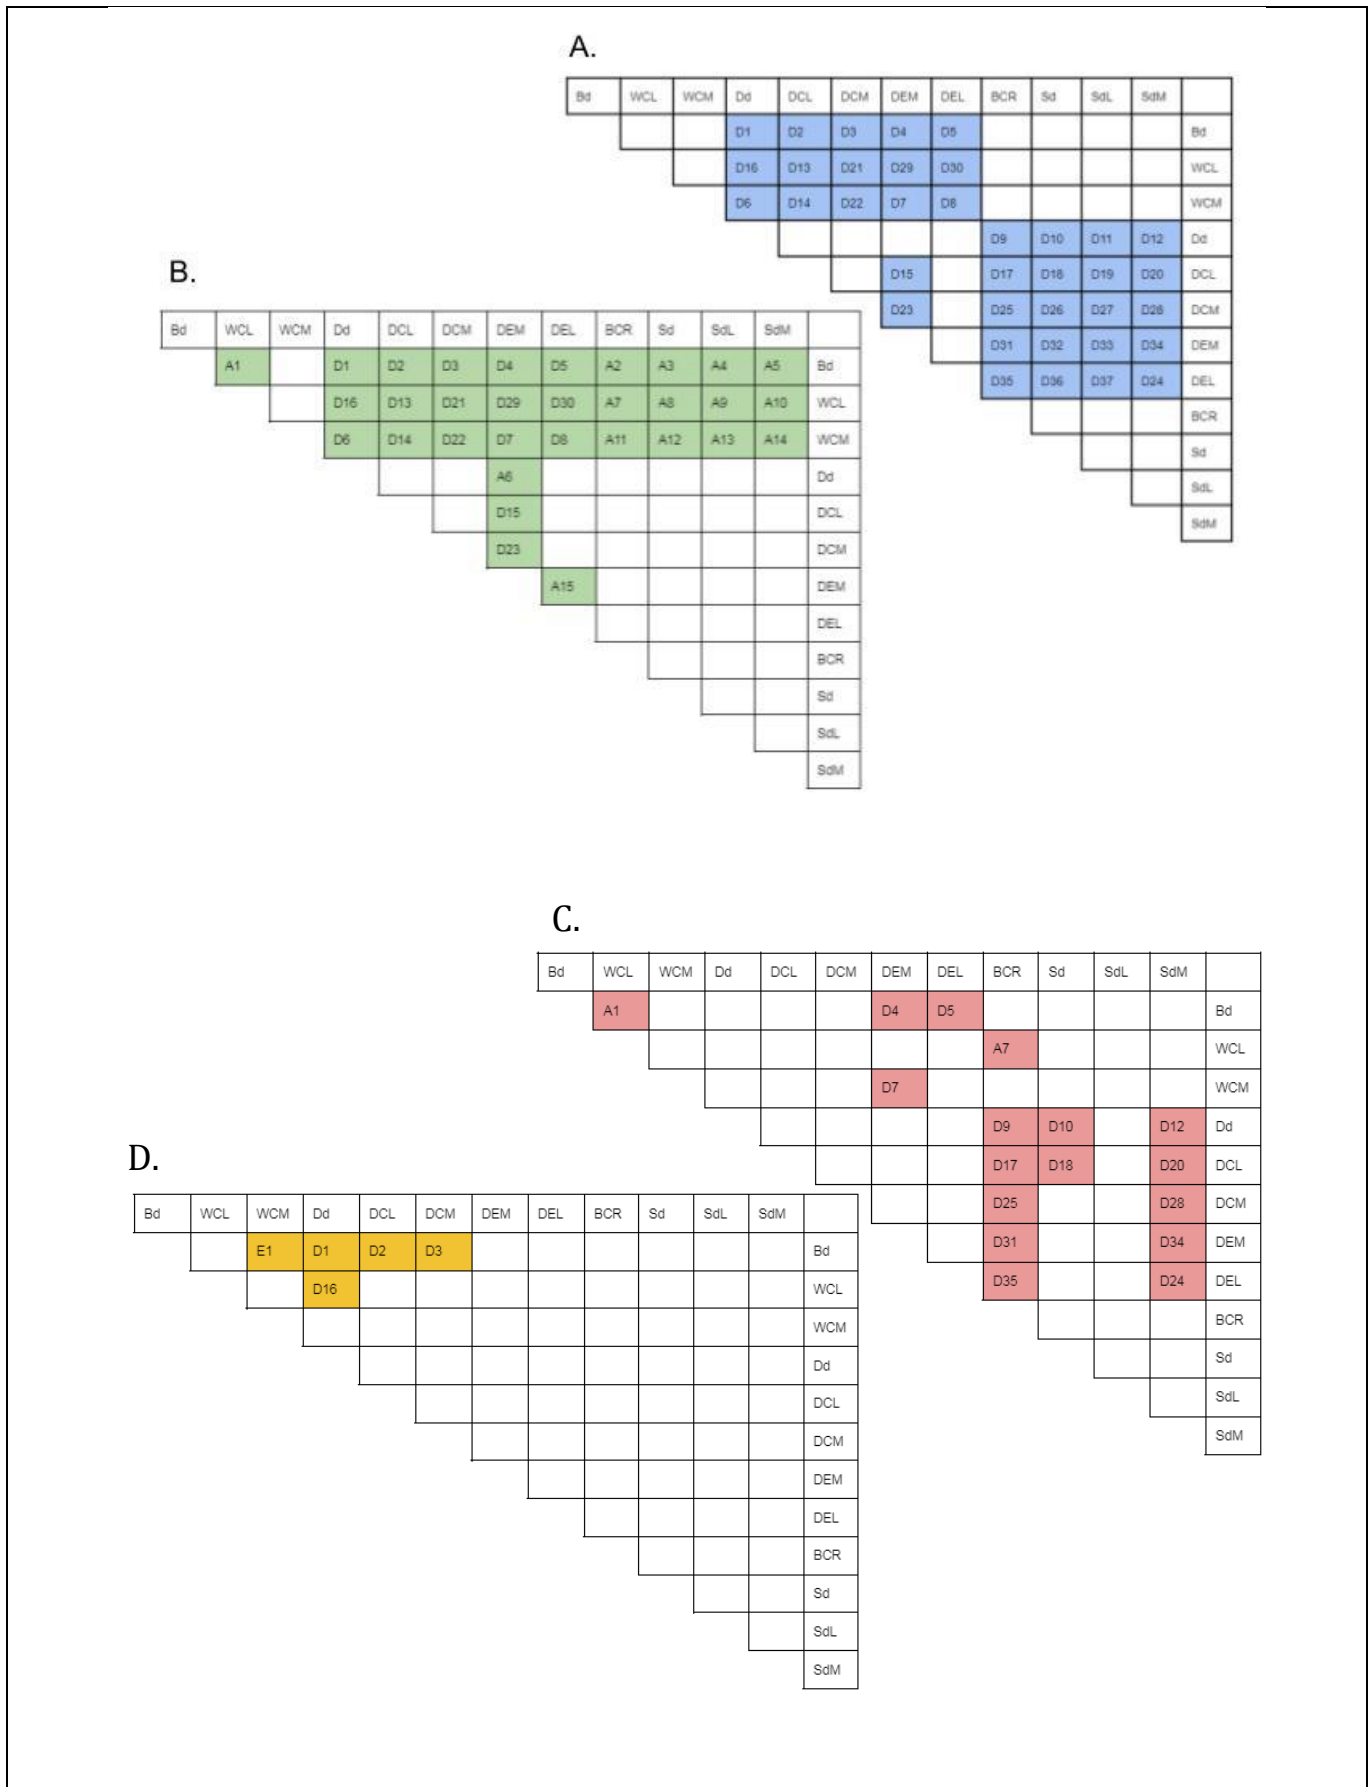 A.
Bd WCL WCM Dd DCL DCM DEM DEL BCR Sd SdL SdM
D1 D2 D3 D4 D5 Bd
D16 D13 D21 D29 D30 WCL
D6 D14 D22 D7 D8 WCM
D9 D10 D11 D12 Dd
D15 D17 D18 D19 D20 DCL
D23 D25 D26 D27 D28 DCM
D31 D32 D33 D34 DEM
D35 D36 D37 D24 DEL
BCR
Sd
SdL
SdM
B.
Bd WCL WCM Dd DCL DCM DEM DEL BCR Sd SdL SdM
A1 D1 D2 D3 D4 D5 A2 A3 A4 A5 Bd
D16 D13 D21 D29 D30 A7 A8 A9 A10 WCL
D6 D14 D22 D7 D8 A11 A12 A13 A14 WCM
A6 Dd
D15 DCL
D23 DCM
A15 DEM
DEL
BCR
Sd
SdL
SdM
C.
Bd WCL WCM Dd DCL DCM DEM DEL BCR Sd SdL SdM
A1 D4 D5 Bd
A7 WCL
D7 WCM
D9 D10 D12 Dd
D17 D18 D20 DCL
D25 D28 DCM
D31 D34 DEM
D35 D24 DEL
BCR
Sd
SdL
SdM
D.
Bd WCL WCM Dd DCL DCM DEM DEL BCR Sd SdL SdM
E1 D1 D2 D3 Bd
D16 WCL
WCM
Dd
DCL
DCM
DEM
DEL
BCR
Sd
SdL
SdM